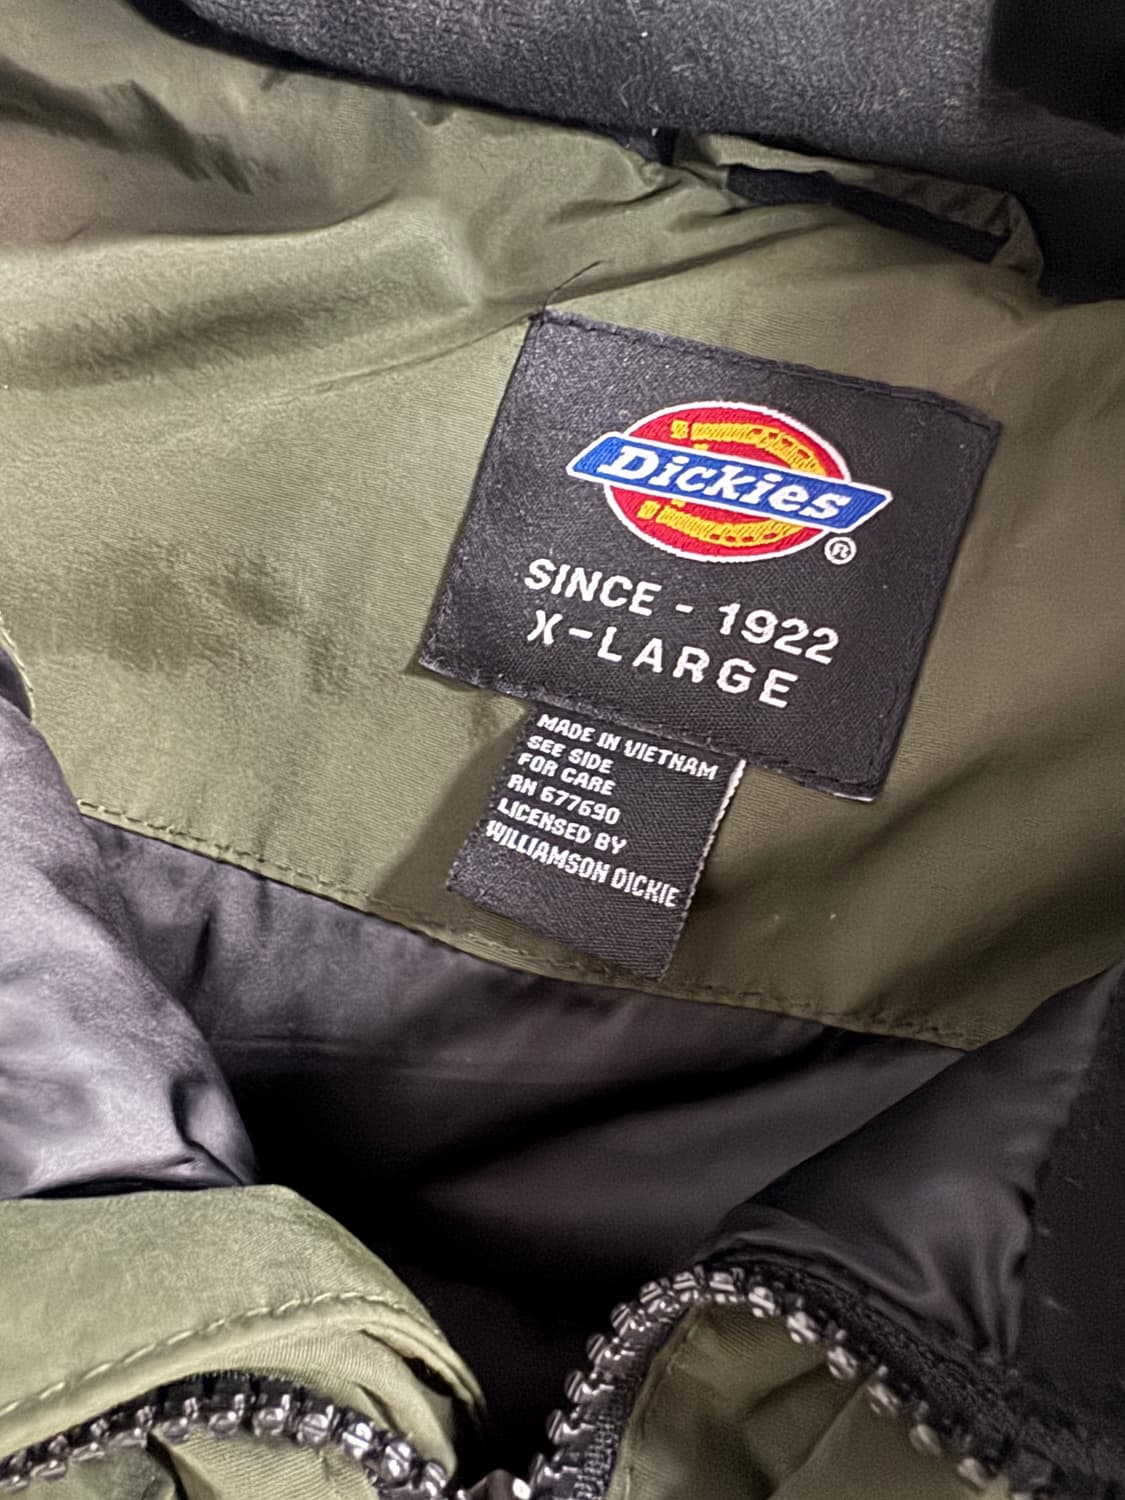 Dickies®
SINCE - 1922
X-LARGE
MADE IN VIETNAM
SEE SIDE
FOR CARE
RN 677690
LICENSED BY
WILLIAMSON DICKIE